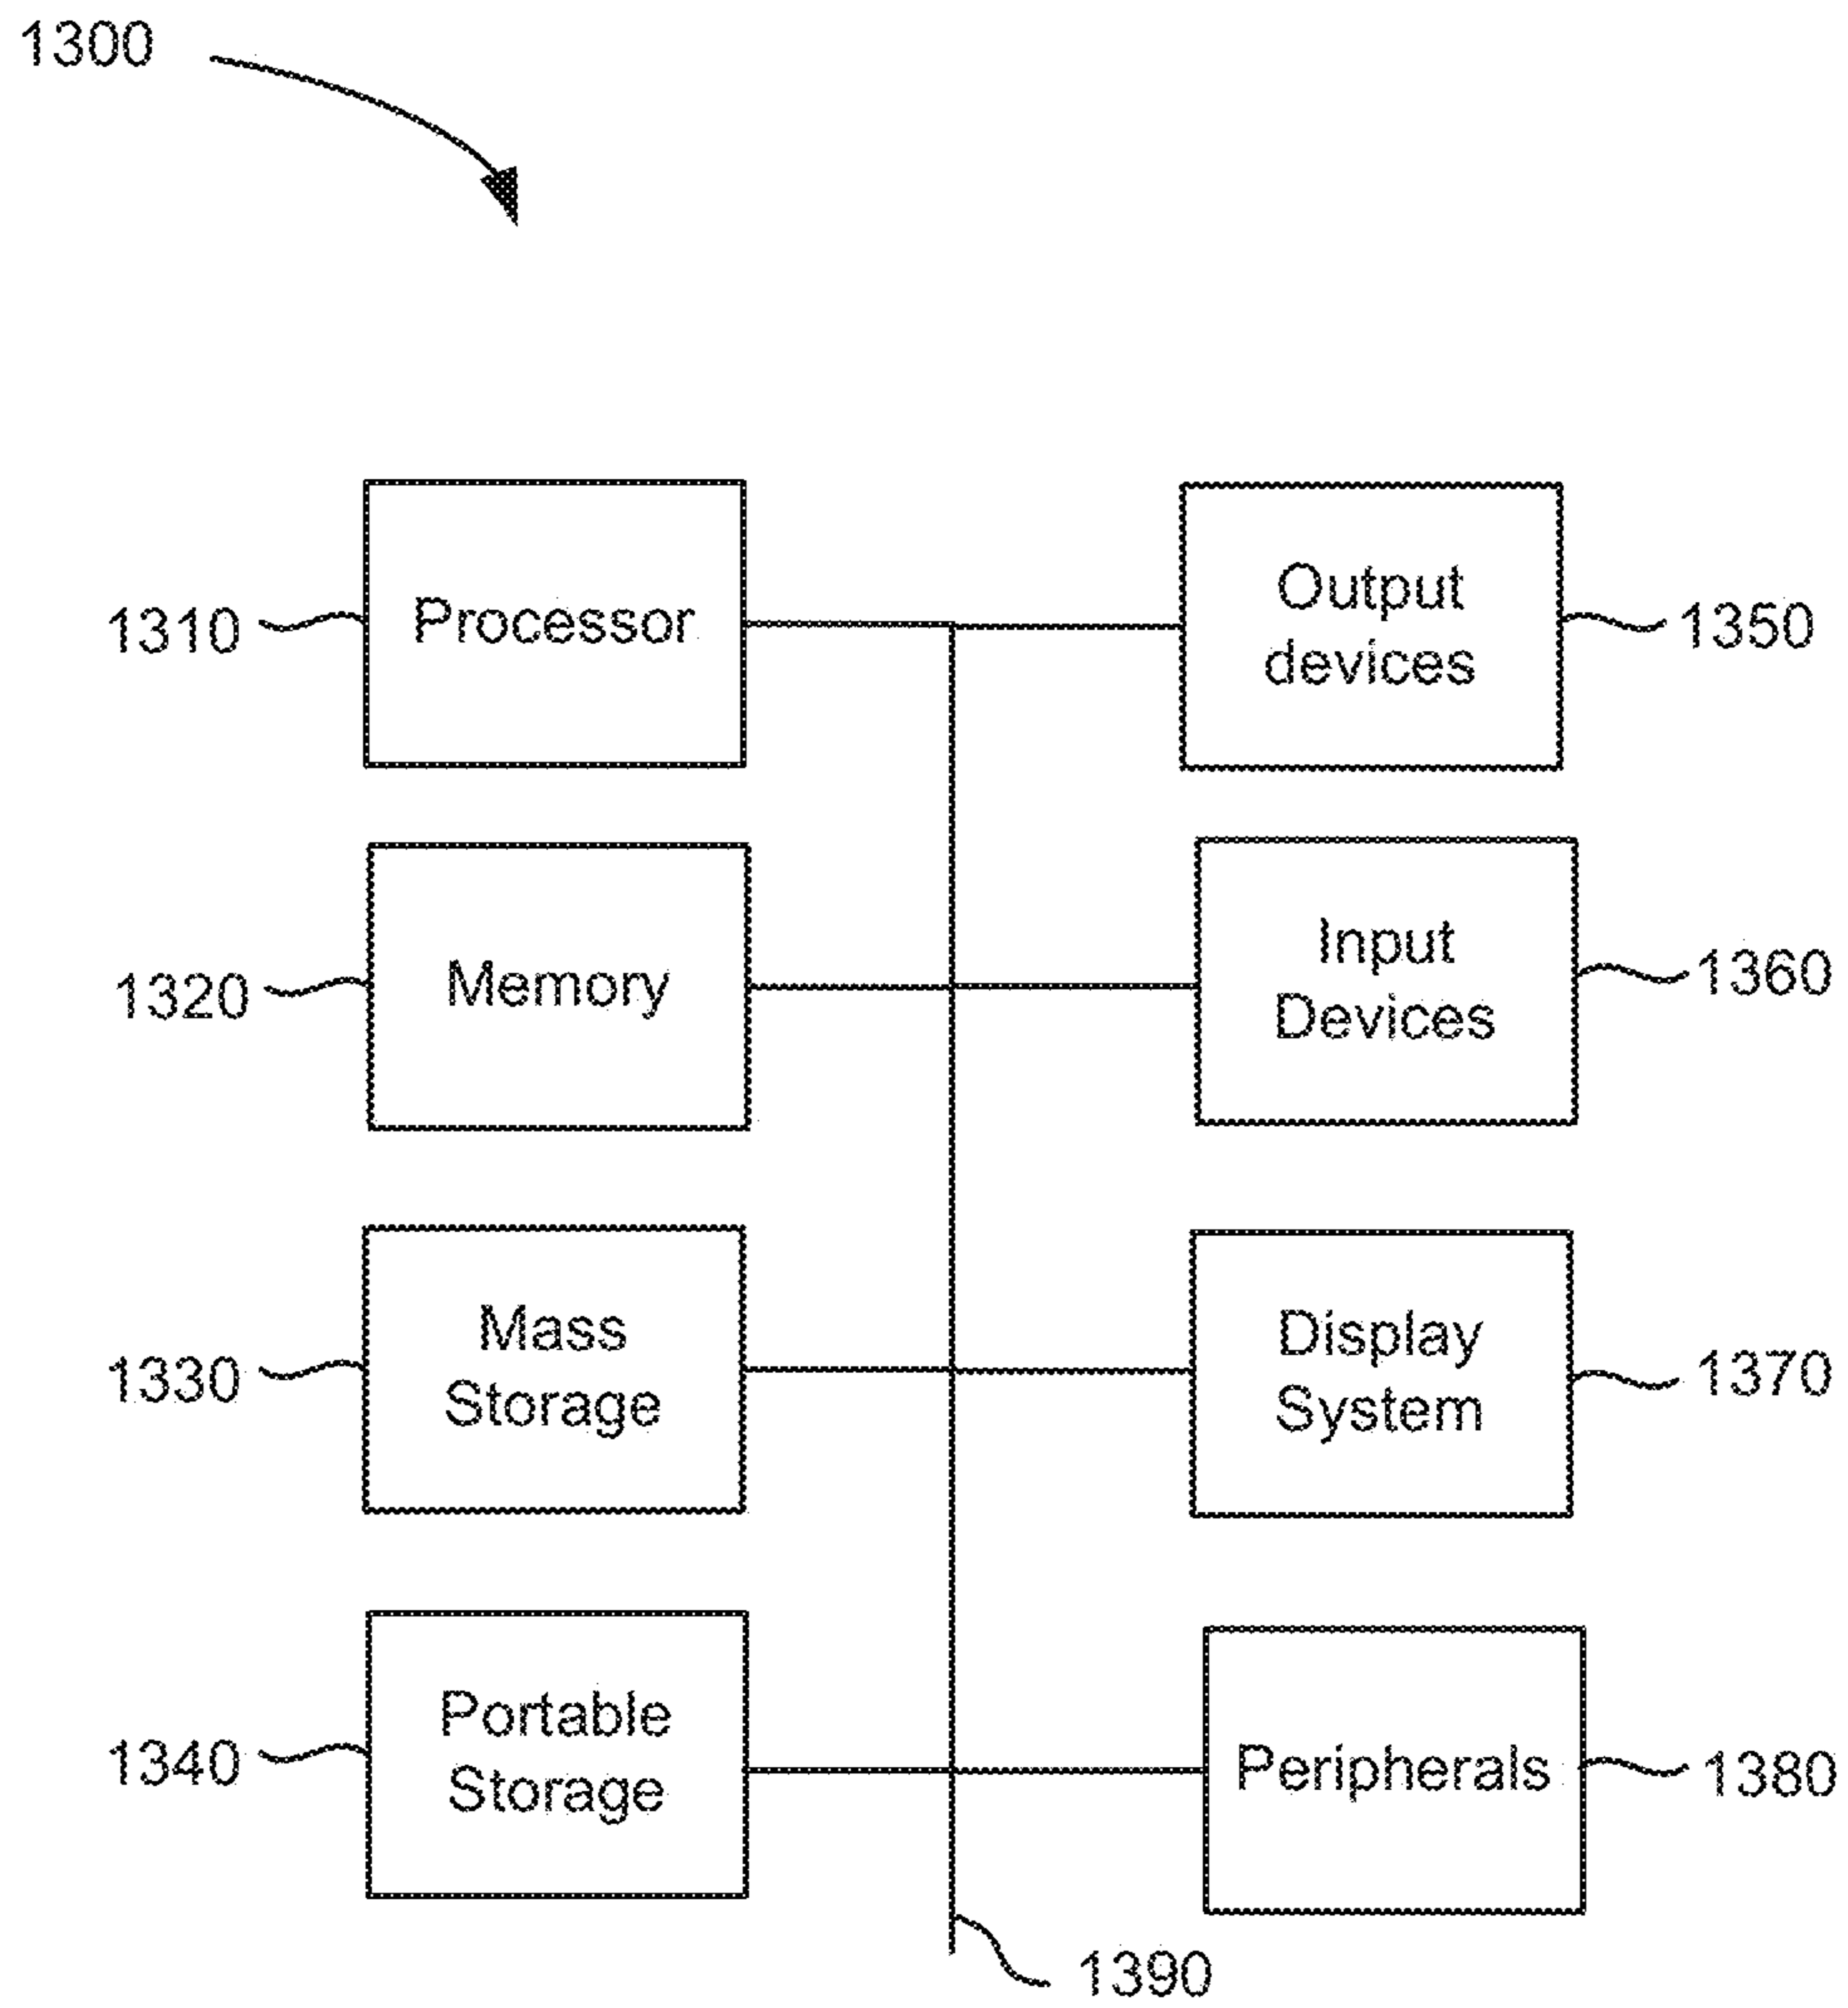 1300
Processor
1310
Output
devices
1350
Memory
1320
Input
Devices
1360
Mass
Storage
1330
Display
System
1370
Portable
Storage
1340
Peripherals
1380
1390